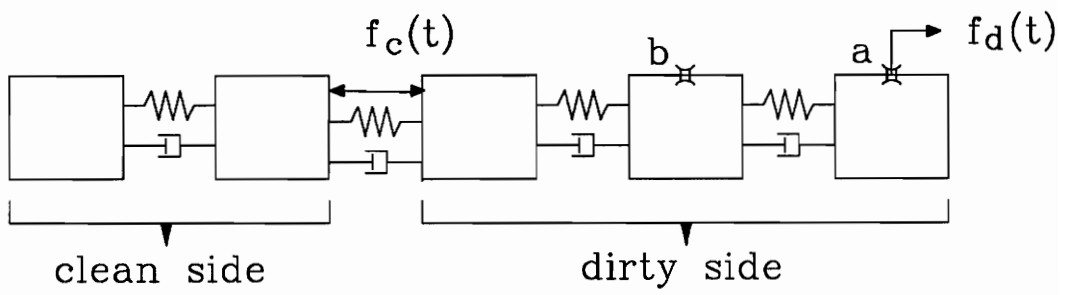 f_c(t)
b
a
f_d(t)
clean side
dirty side